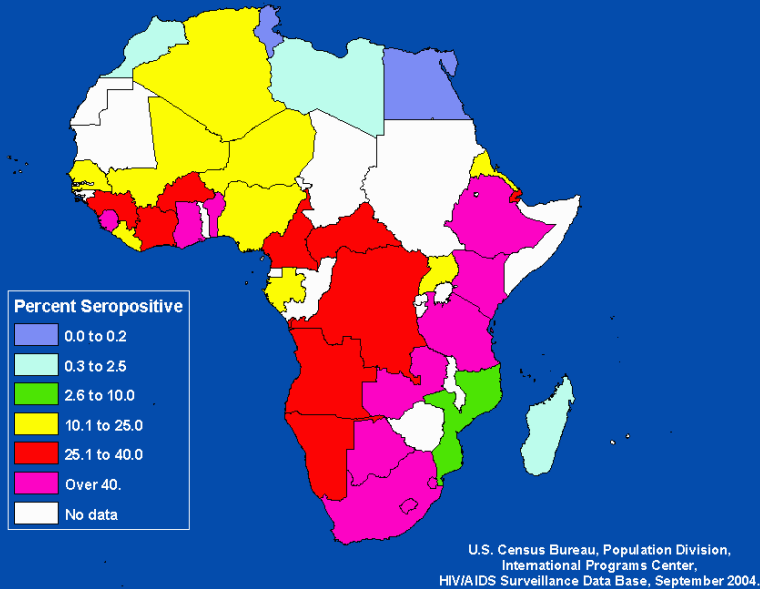 Percent Seropositive
0.0 to 0.2
0.3 to 2.5
2.6 to 10.0
10.1 to 25.0
25.1 to 40.0
Over 40.
No data
U.S. Census Bureau, Population Division,
International Programs Center,
HIV/AIDS Surveillance Data Base, September 2004.